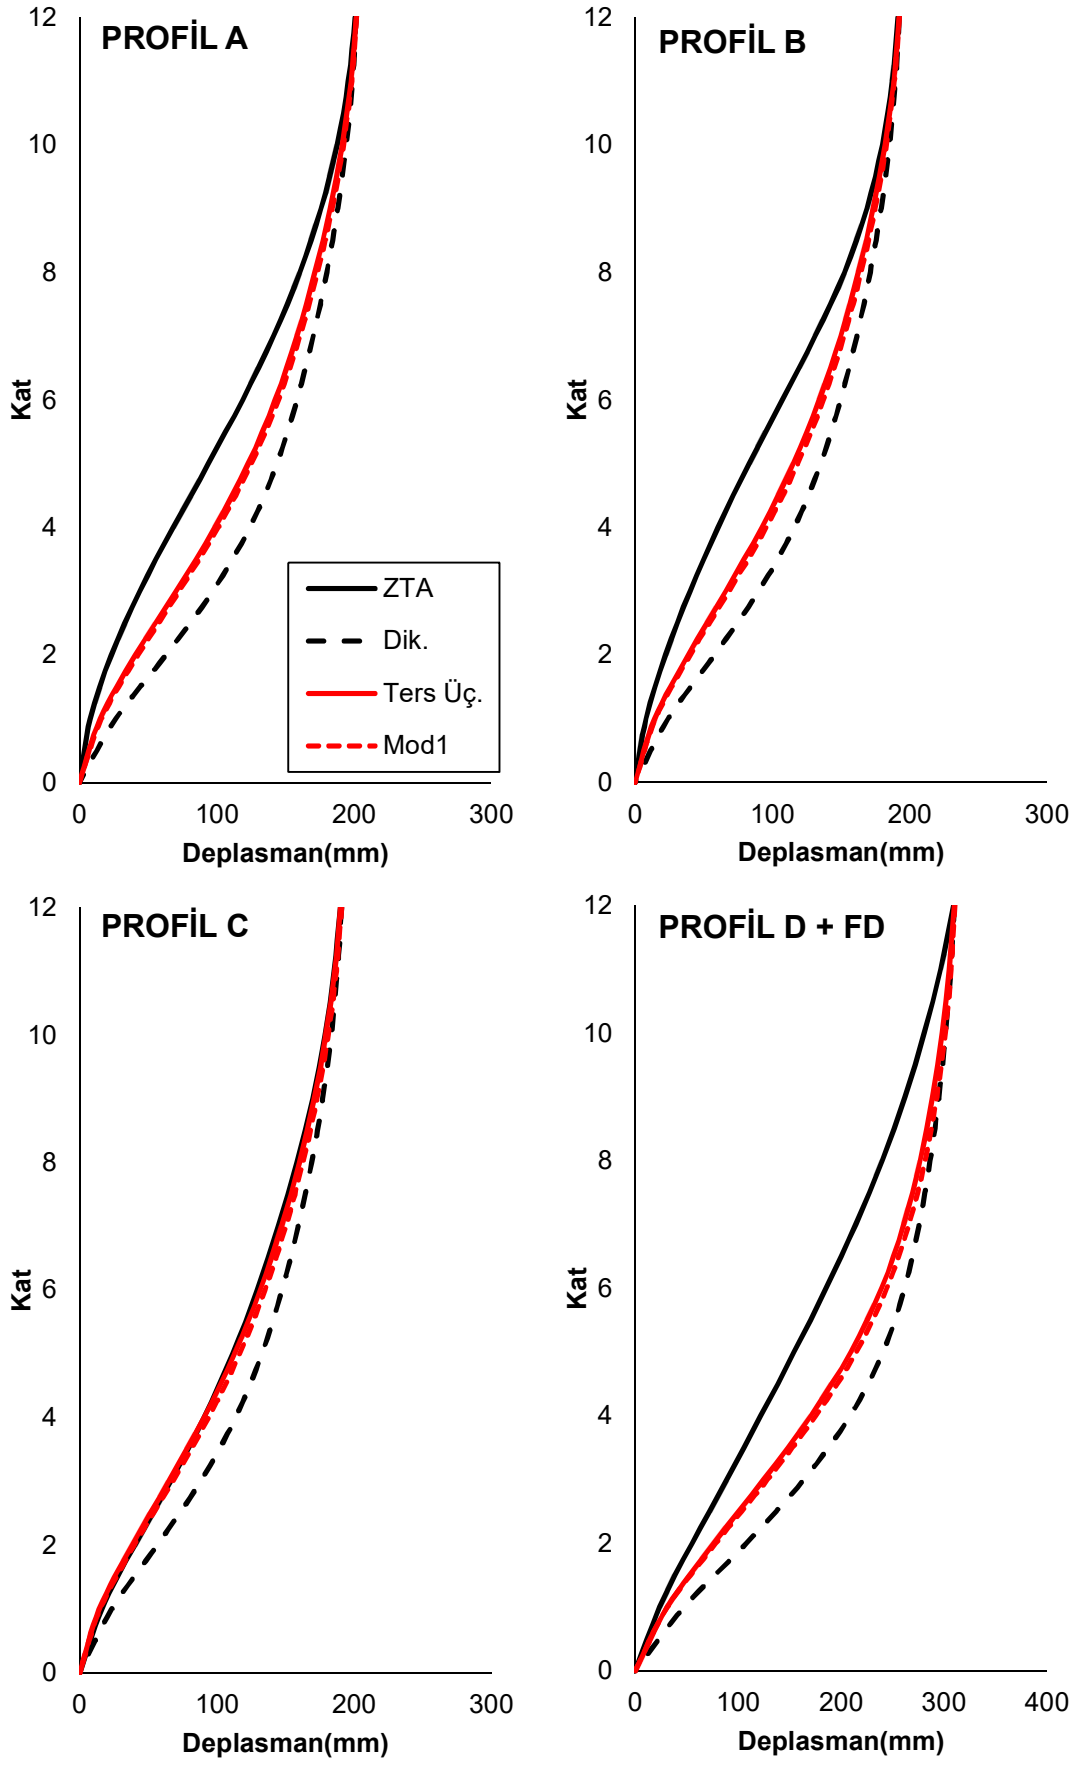 PROFİL A
12
10
8
6
4
2
0
Kat
ZTA
Dik.
Ters Üç.
Mod1
0 100 200 300
Deplasman(mm)
PROFİL B
12
10
8
6
4
2
0
Kat
0 100 200 300
Deplasman(mm)
PROFİL C
12
10
8
6
4
2
0
Kat
0 100 200 300
Deplasman(mm)
PROFİL D + FD
12
10
8
6
4
2
0
Kat
0 100 200 300 400
Deplasman(mm)